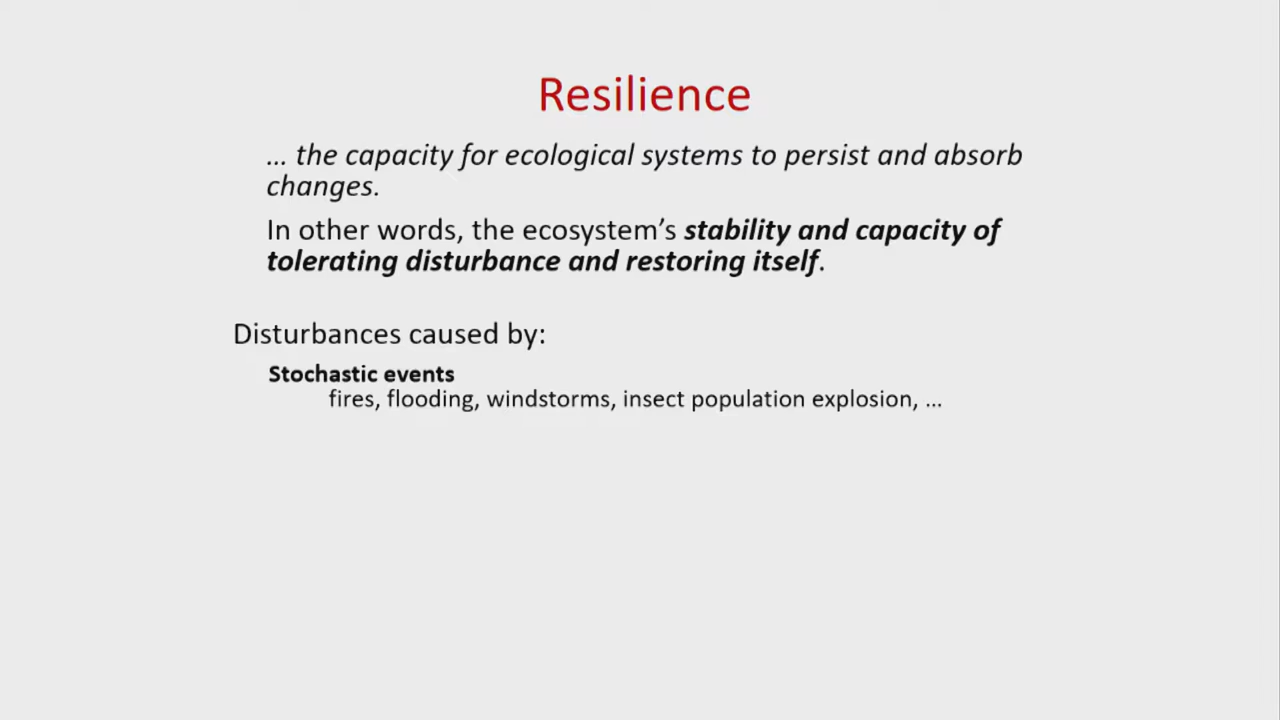 Resilience
... the capacity for ecological systems to persist and absorb
changes.
In other words, the ecosystem's stability and capacity of
tolerating disturbance and restoring itself.
Disturbances caused by:
Stochastic events
fires, flooding, windstorms, insect population explosion, ...